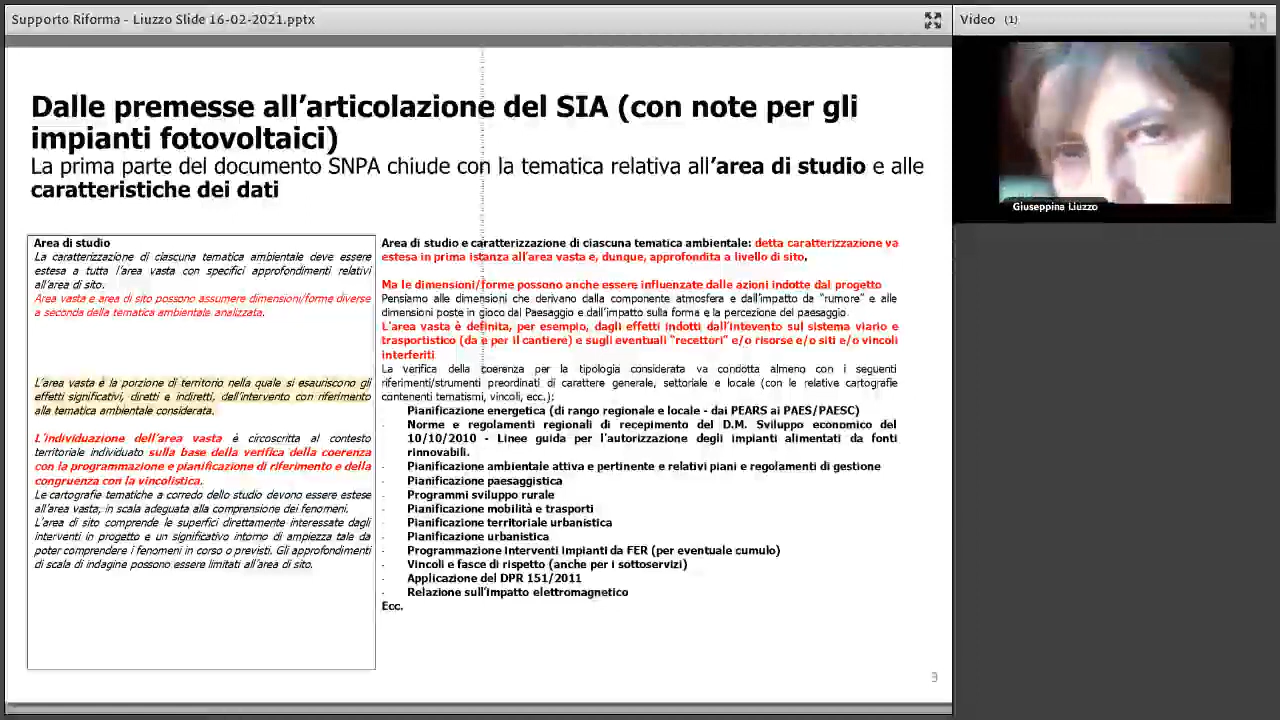 Supporto Riforma - Liuzzo Slide 16-02-2021.pptx
Video (1)
Giuseppina Liuzzo
Dalle premesse all'articolazione del SIA (con note per gli
impianti fotovoltaici)
La prima parte del documento SNPA chiude con la tematica relativa all'area di studio e alle
caratteristiche dei dati
Area di studio
La caratterizzazione di ciascuna tematica ambientale deve essere
estesa a tutta l'area vasta con specifici approfondimenti relativi
all'area di sito.
Area vasta e area di sito possono assumere dimensioni/forme diverse
a seconda della tematica ambientale analizzata.
L'area vasta è la porzione di territorio nella quale si esauriscono gli
effetti significativi, diretti e indiretti, dell'intervento con riferimento
alla tematica ambientale considerata.
L'individuazione dell'area vasta è circoscritta al contesto
territoriale individuato sulla base della verifica della coerenza
con la programmazione e pianificazione di riferimento e della
congruenza con la vincolistica.
Le cartografie tematiche a corredo dello studio devono essere estese
all'area vasta, in scala adeguata alla comprensione dei fenomeni.
L'area di sito comprende le superfici direttamente interessate dagli
interventi in progetto e un significativo intorno di ampiezza tale da
poter comprendere i fenomeni in corso o previsti. Gli approfondimenti
di scala di indagine possono essere limitati all'area di sito.
Area di studio e caratterizzazione di ciascuna tematica ambientale: detta caratterizzazione va
estesa in prima istanza all'area vasta e, dunque, approfondita a livello di sito.
Ma le dimensioni/forme possono anche essere influenzate dalle azioni indotte dal progetto
Pensiamo alle dimensioni che derivano dalla componente atmosfera e dall'impatto da "rumore" e alle
dimensioni poste in gioco dal Paesaggio e dall'impatto sulla forma e la percezione del paesaggio.
L'area vasta è definita, per esempio, dagli effetti indotti dall'intevento sul sistema viario e
trasportistico (da e per il cantiere) e sugli eventuali "recettori" e/o risorse e/o siti e/o vincoli
interferiti
La verifica della coerenza per la tipologia considerata va condotta almeno con i seguenti
riferimenti/strumenti preordinati di carattere generale, settoriale e locale (con le relative cartografie
contenenti tematismi, vincoli, ecc.):
Pianificazione energetica (di rango regionale e locale - dai PEARS ai PAES/PAESC)
- Norme e regolamenti regionali di recepimento del D.M. Sviluppo economico del
10/10/2010 - Linee guida per l'autorizzazione degli impianti alimentati da fonti
rinnovabili.
- Pianificazione ambientale attiva e pertinente e relativi piani e regolamenti di gestione
- Pianificazione paesaggistica
- Programmi sviluppo rurale
- Pianificazione mobilità e trasporti
- Pianificazione territoriale urbanistica
- Pianificazione urbanistica
- Programmazione interventi impianti da FER (per eventuale cumulo)
- Vincoli e fasce di rispetto (anche per i sottoservizi)
- Applicazione del DPR 151/2011
- Relazione sull'impatto elettromagnetico
Ecc.
3